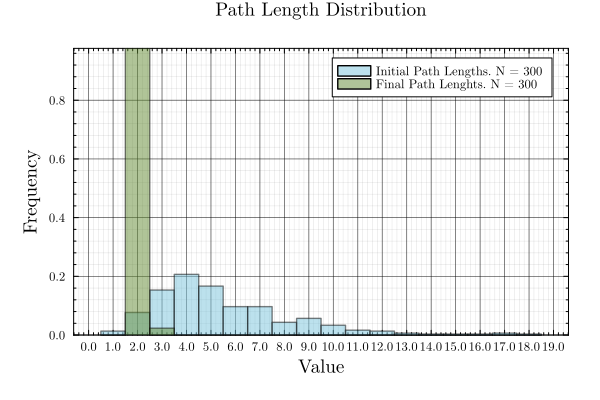 Path Length Distribution
Initial Path Lengths. N = 300
Final Path Lenghts. N = 300
0.8
0.6
0.4
0.2
0.0
Frequency
0.0 1.0 2.0 3.0 4.0 5.0 6.0 7.0 8.0 9.0 10.0 11.0 12.0 13.0 14.0 15.0 16.0 17.0 18.0 19.0
Value